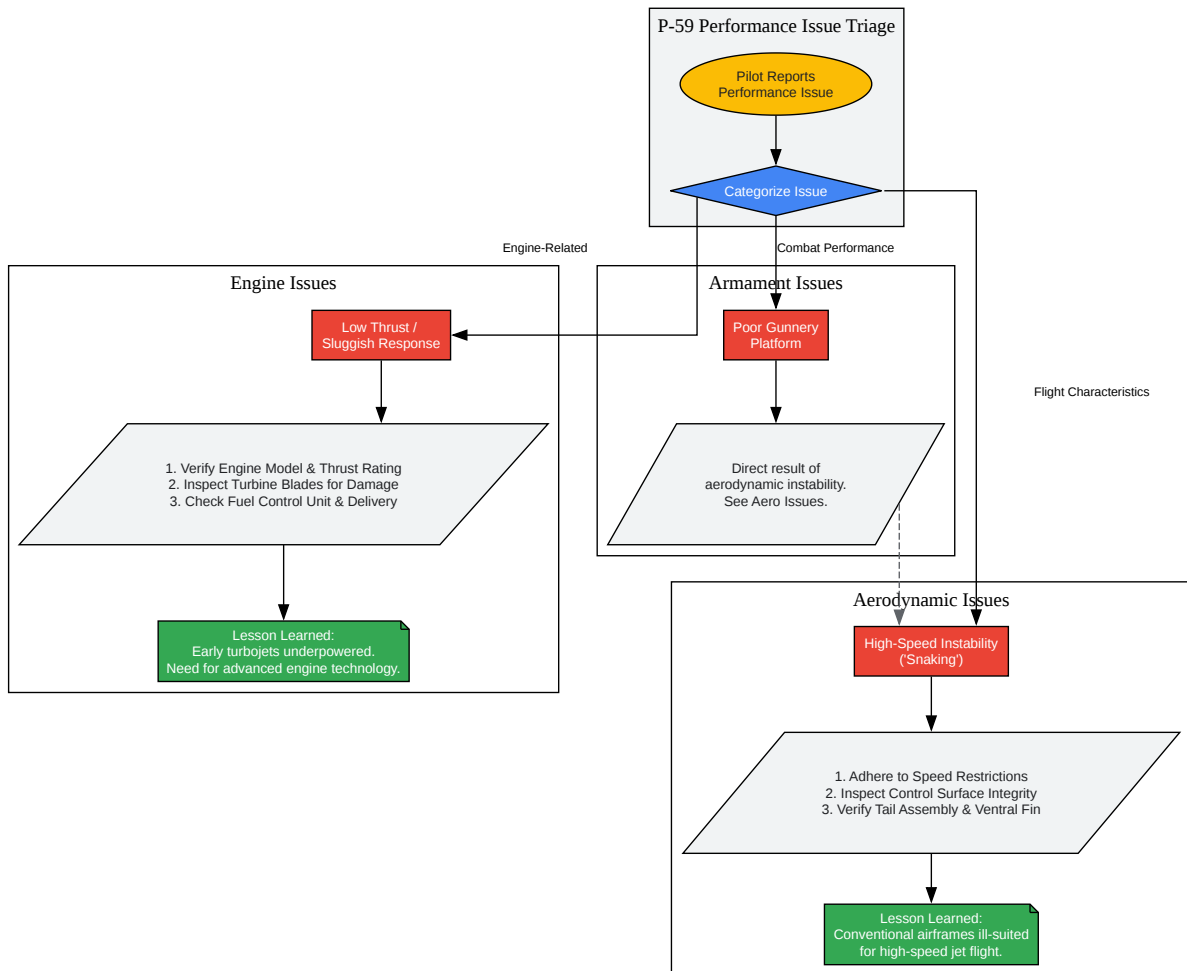 P-59 Performance Issue Triage
Pilot Reports
Performance Issue
Categorize Issue
Engine-Related
Combat Performance
Flight Characteristics
Engine Issues
Low Thrust /
Sluggish Response
1. Verify Engine Model & Thrust Rating
2. Inspect Turbine Blades for Damage
3. Check Fuel Control Unit & Delivery
Lesson Learned:
Early turbojets underpowered.
Need for advanced engine technology.
Armament Issues
Poor Gunnery
Platform
Direct result of
aerodynamic instability.
See Aero Issues.
Aerodynamic Issues
High-Speed Instability
('Snaking')
1. Adhere to Speed Restrictions
2. Inspect Control Surface Integrity
3. Verify Tail Assembly & Ventral Fin
Lesson Learned:
Conventional airframes ill-suited
for high-speed jet flight.